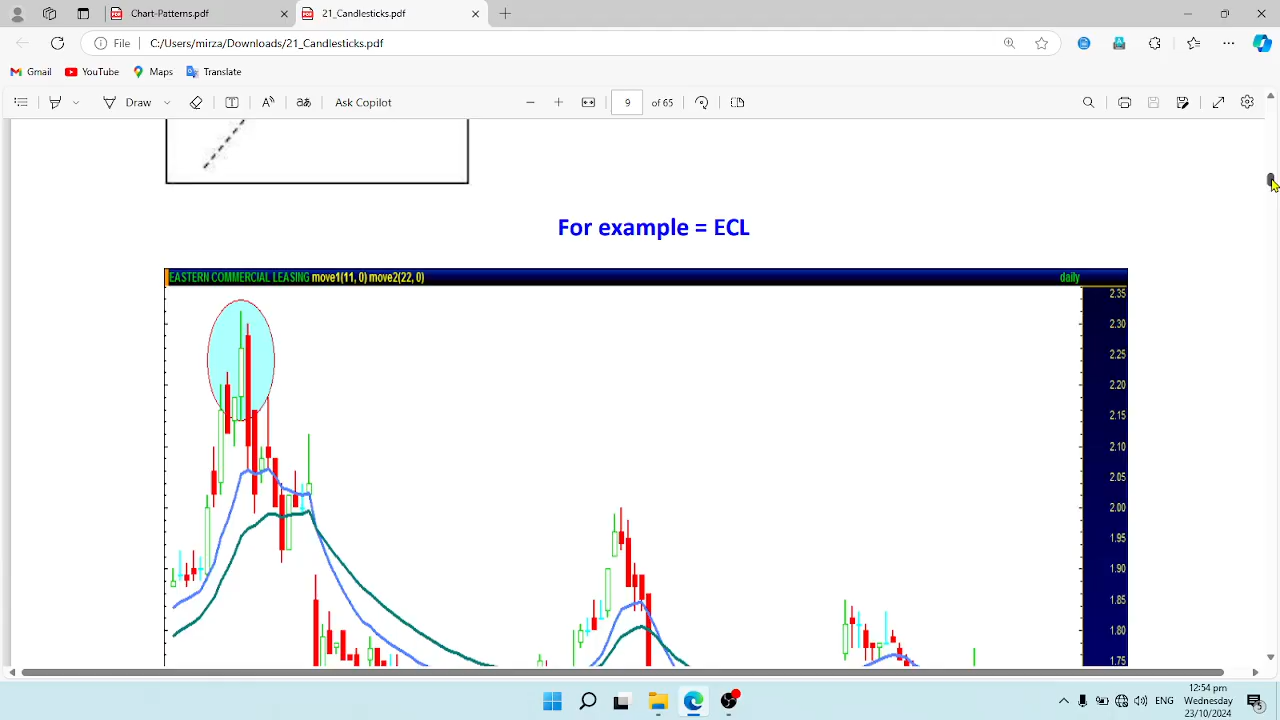 Chart-Patterns.pdf
21_Candlesticks.pdf
File
C:/Users/mirza/Downloads/21_Candlesticks.pdf
Gmail
YouTube
Maps
Translate
Draw
Ask Copilot
9
of 65
For example = ECL
EASTERN COMMERCIAL LEASING move1(11, 0) move2(22, 0)
daily
2.35
2.30
2.25
2.20
2.15
2.10
2.05
2.00
1.95
1.90
1.85
1.80
1.75
ENG
12:54 pm
Wednesday
23/10/2024